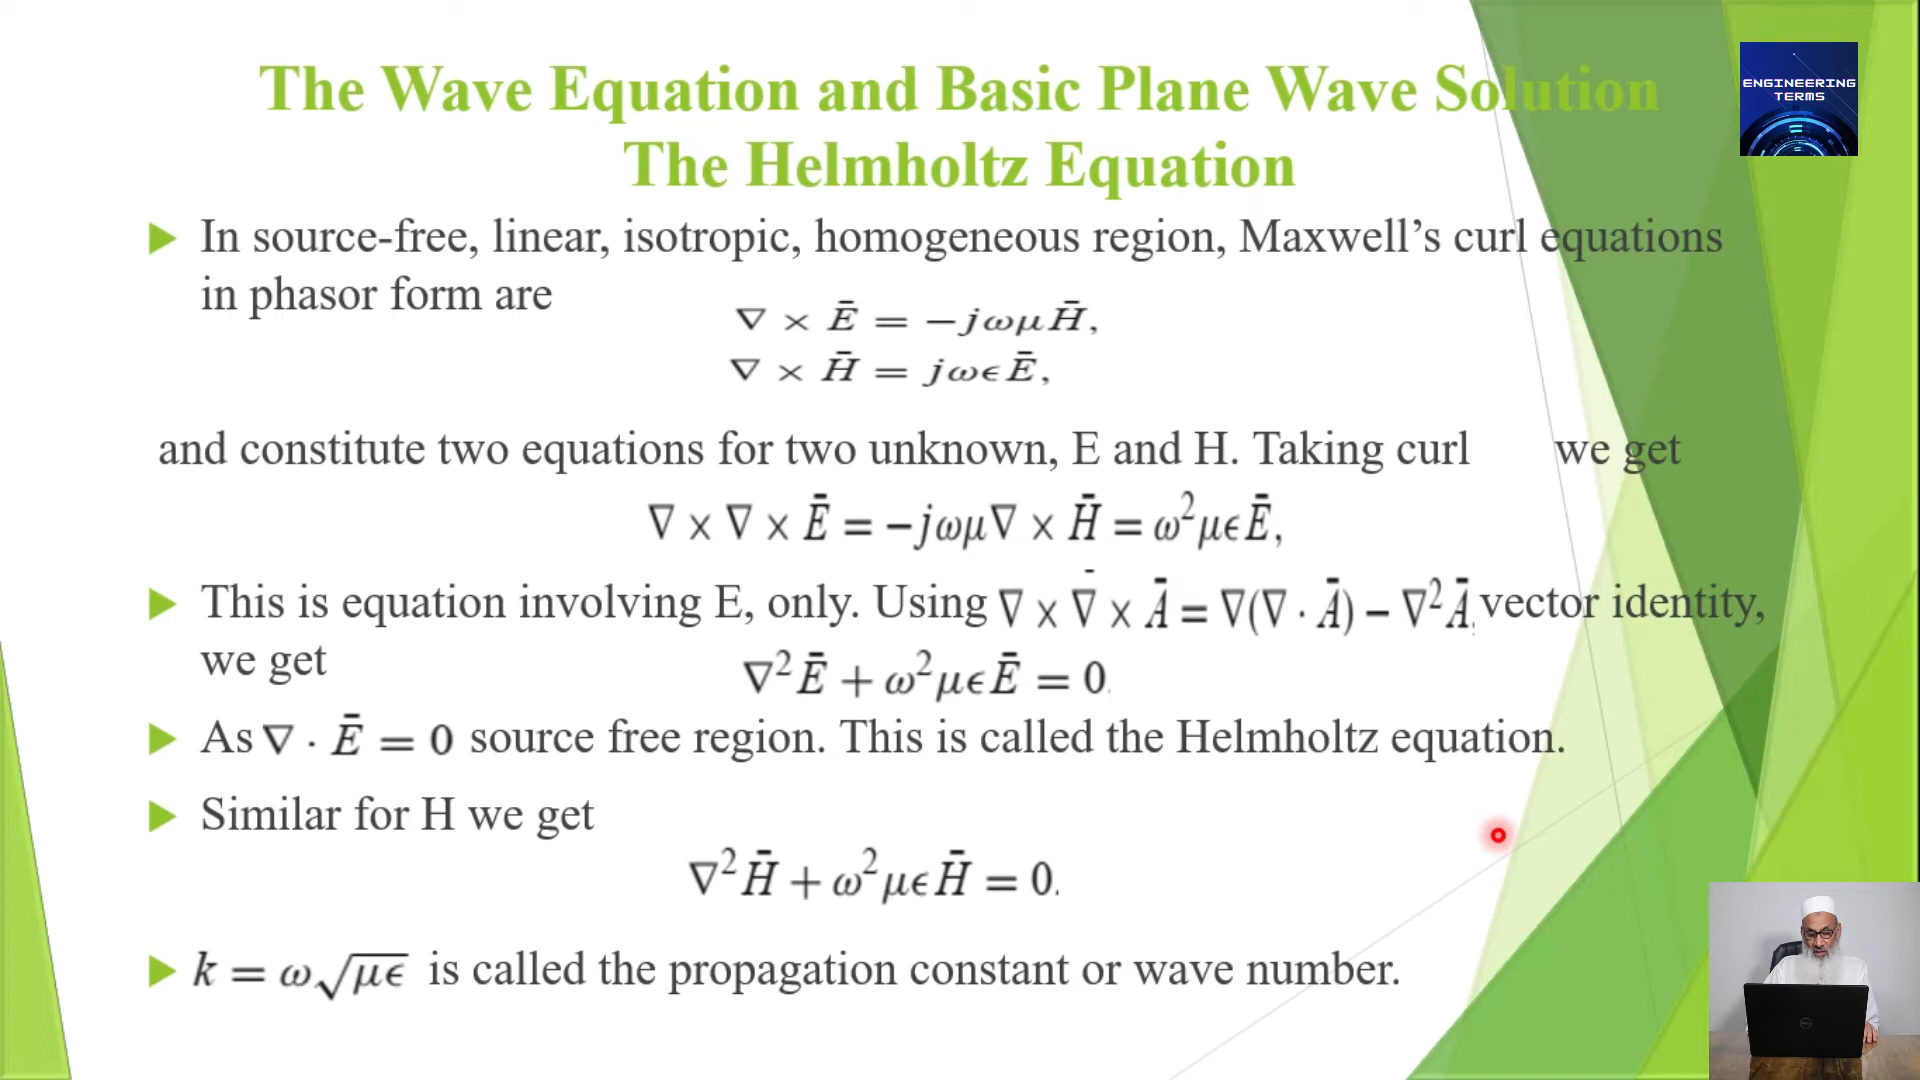 The Wave Equation and Basic Plane Wave Solution
The Helmholtz Equation
ENGINEERING
TERMS
In source-free, linear, isotropic, homogeneous region, Maxwell’s curl equations
in phasor form are
∇ × Ē = −jωμH̄,
∇ × H̄ = jωϵĒ,
and constitute two equations for two unknown, E and H. Taking curl we get
∇ × ∇ × Ē = −jωμ∇ × H̄ = ω²μϵĒ,
This is equation involving E, only. Using ∇ × ∇ × Ā = ∇(∇ · Ā) − ∇²Ā, vector identity,
we get
∇²Ē + ω²μϵĒ = 0.
As ∇ · Ē = 0 source free region. This is called the Helmholtz equation.
Similar for H we get
∇²H̄ + ω²μϵH̄ = 0.
k = ω√μϵ is called the propagation constant or wave number.